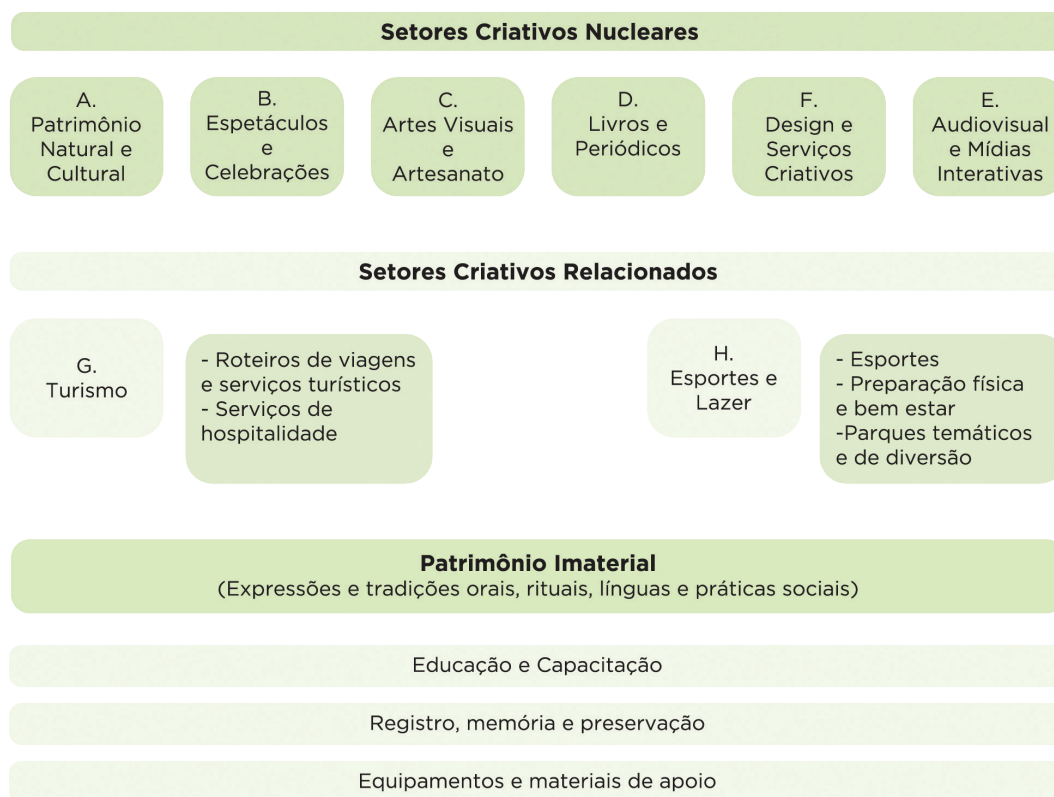 Setores Criativos Nucleares
A.
Patrimônio
Natural e
Cultural
B.
Espetáculos
e
Celebrações
C.
Artes Visuais
e
Artesanato
D.
Livros e
Periódicos
F.
Design e
Serviços
Criativos
E.
Audiovisual
e Mídias
Interativas
Setores Criativos Relacionados
G.
Turismo
- Roteiros de viagens
e serviços turísticos
- Serviços de
hospitalidade
H.
Esportes e
Lazer
- Esportes
- Preparação física
e bem estar
-Parques temáticos
e de diversão
Patrimônio Imaterial
(Expressões e tradições orais, rituais, línguas e práticas sociais)
Educação e Capacitação
Registro, memória e preservação
Equipamentos e materiais de apoio